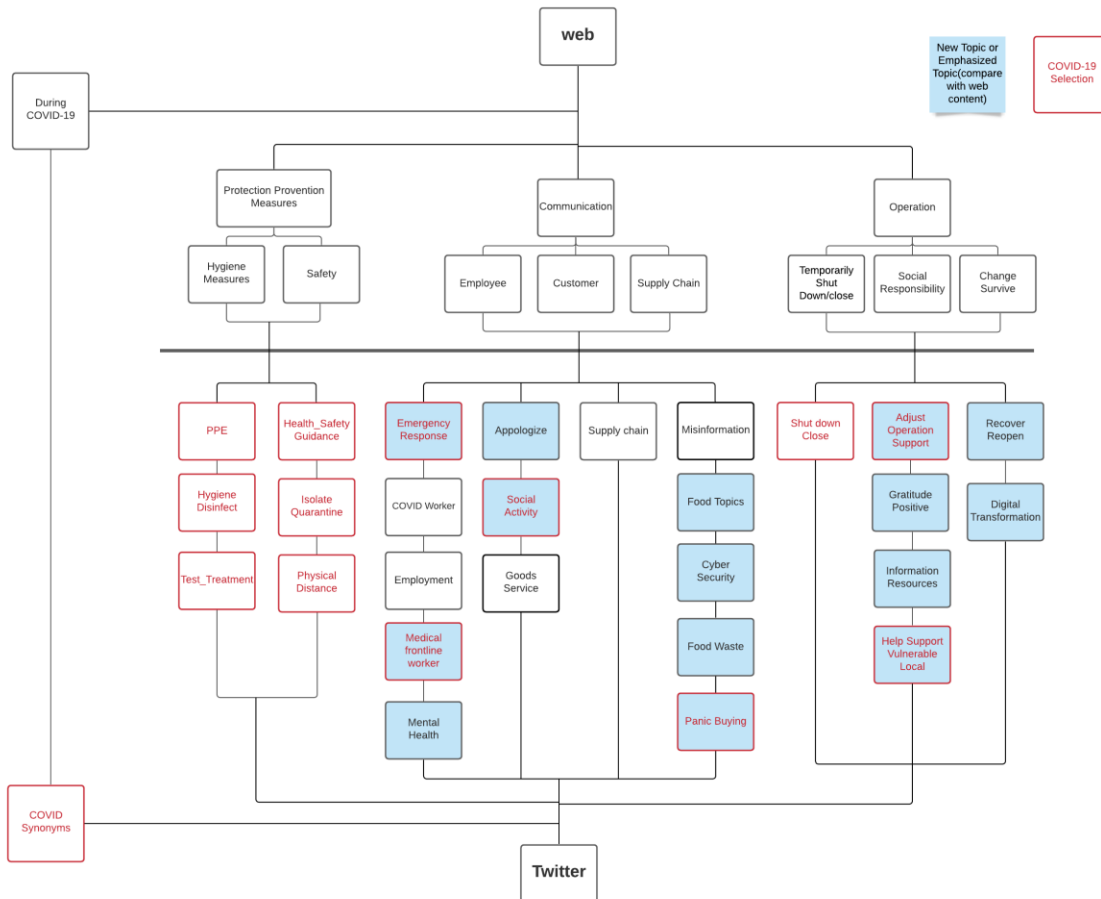 web
New Topic or
Emphasized
Topic(compare
with web
content)
COVID-19
Selection
During
COVID-19
Protection Provention
Measures
Communication
Operation
Hygiene
Measures
Safety
Employee
Customer
Supply Chain
Temporarily
Shut
Down/close
Social
Responsibility
Change
Survive
PPE
Health_Safety
Guidance
Emergency
Response
Appologize
Supply chain
Misinformation
Shut down
Close
Adjust
Operation
Support
Recover
Reopen
Hygiene
Disinfect
Isolate
Quarantine
COVID Worker
Social
Activity
Food Topics
Gratitude
Positive
Digital
Transformation
Test_Treatment
Physical
Distance
Employment
Goods
Service
Cyber
Security
Information
Resources
Medical
frontline
worker
Food Waste
Help Support
Vulnerable
Local
Mental
Health
Panic Buying
COVID
Synonyms
Twitter